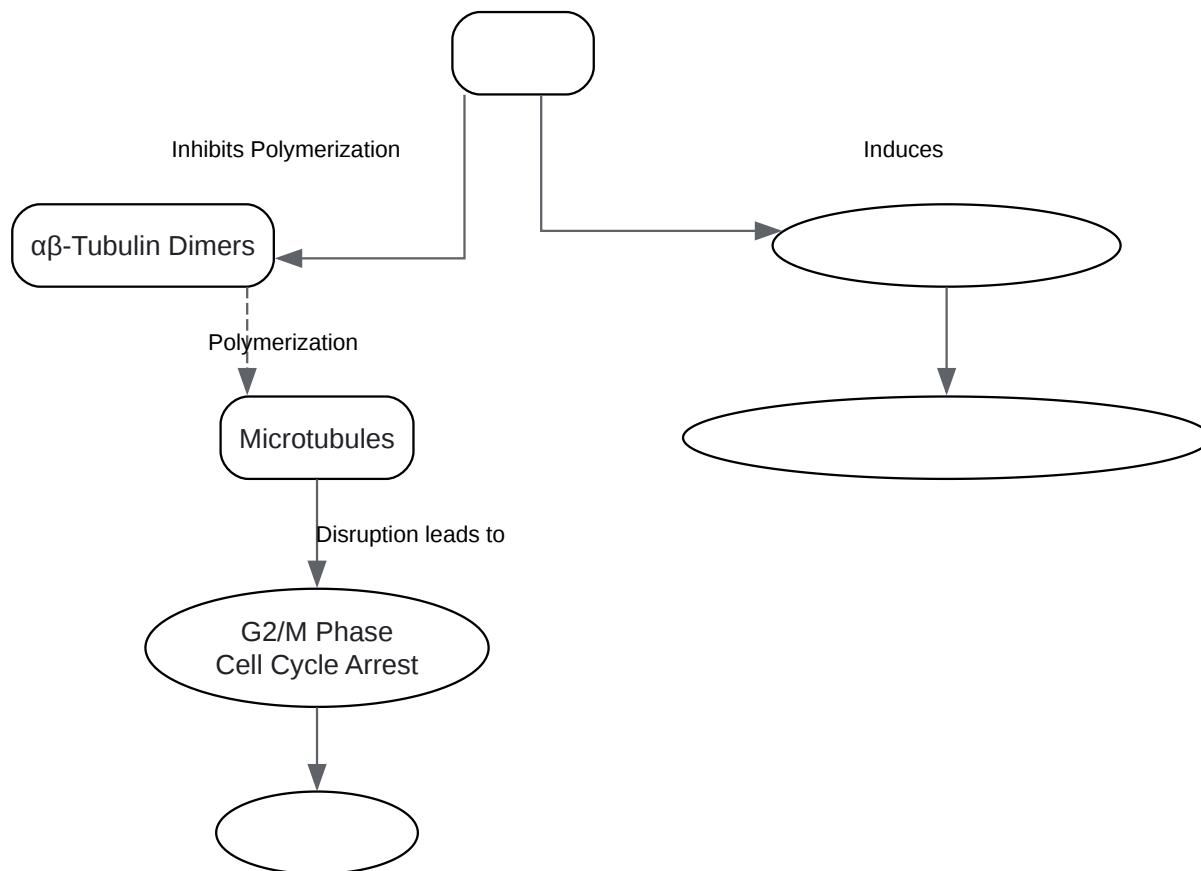 Inhibits Polymerization
Induces
αβ-Tubulin Dimers
Polymerization
Microtubules
Disruption leads to
G2/M Phase
Cell Cycle Arrest